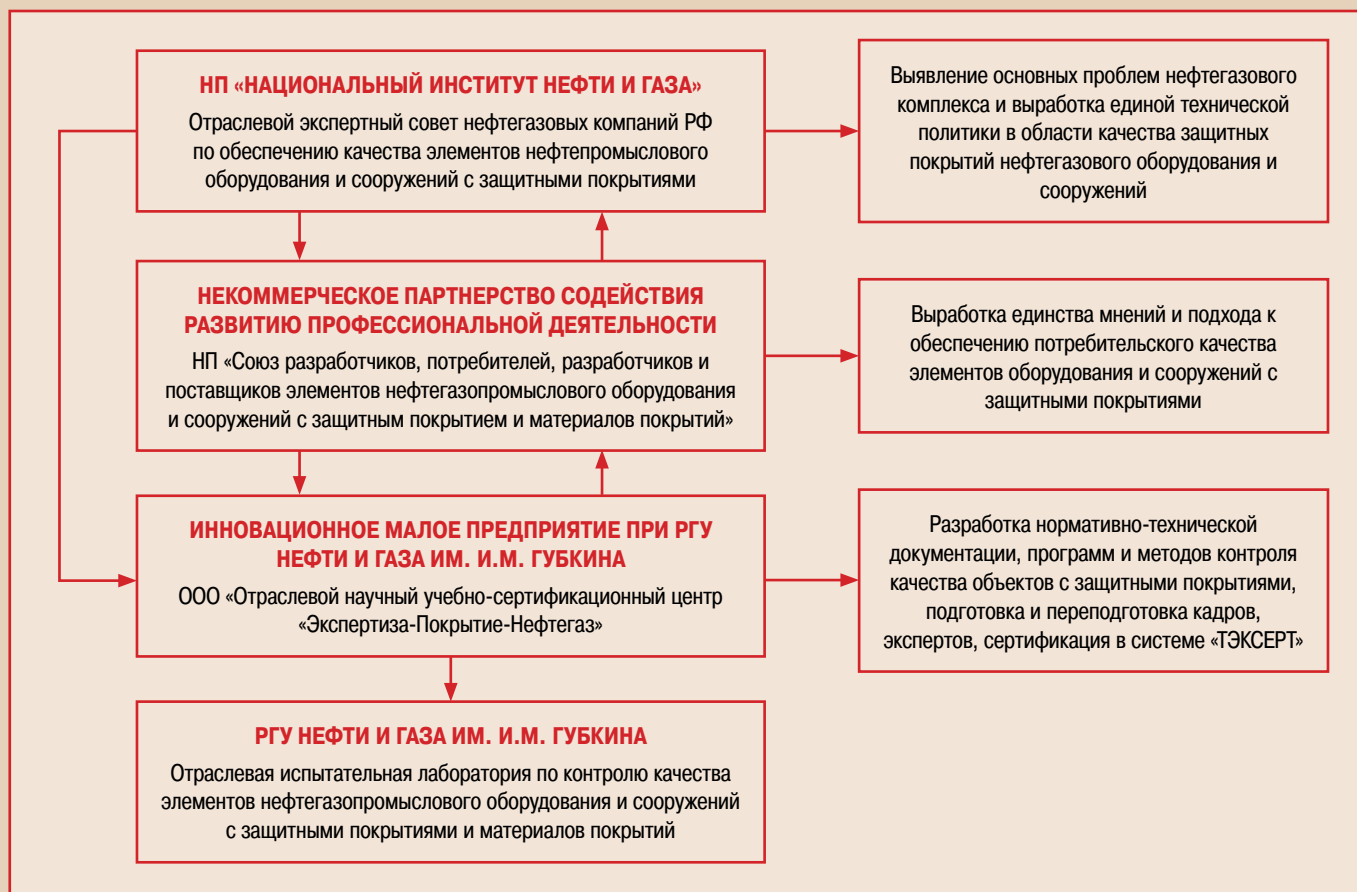 НП «НАЦИОНАЛЬНЫЙ ИНСТИТУТ НЕФТИ И ГАЗА»
Отраслевой экспертный совет нефтегазовых компаний РФ
по обеспечению качества элементов нефтепромыслового
оборудования и сооружений с защитными покрытиями
Выявление основных проблем нефтегазового
комплекса и выработка единой технической
политики в области качества защитных
покрытий нефтегазового оборудования и
сооружений
НЕКОММЕРЧЕСКОЕ ПАРТНЕРСТВО СОДЕЙСТВИЯ
РАЗВИТИЮ ПРОФЕССИОНАЛЬНОЙ ДЕЯТЕЛЬНОСТИ
НП «Союз разработчиков, потребителей, разработчиков и
поставщиков элементов нефтегазопромыслового оборудования
и сооружений с защитным покрытием и материалов покрытий»
Выработка единства мнений и подхода к
обеспечению потребительского качества
элементов оборудования и сооружений с
защитными покрытиями
ИННОВАЦИОННОЕ МАЛОЕ ПРЕДПРИЯТИЕ ПРИ РГУ
НЕФТИ И ГАЗА ИМ. И.М. ГУБКИНА
ООО «Отраслевой научный учебно-сертификационный центр
«Экспертиза-Покрытие-Нефтегаз»
Разработка нормативно-технической
документации, программ и методов контроля
качества объектов с защитными покрытиями,
подготовка и переподготовка кадров,
экспертов, сертификация в системе «ТЭКСЕРТ»
РГУ НЕФТИ И ГАЗА ИМ. И.М. ГУБКИНА
Отраслевая испытательная лаборатория по контролю качества
элементов нефтегазопромыслового оборудования и сооружений
с защитными покрытиями и материалов покрытий